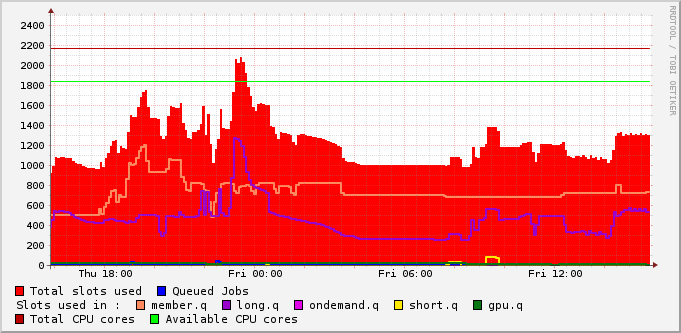 2400
2200
2000
1800
1600
1400
1200
1000
800
600
400
200
0
Thu 18:00 Fri 00:00 Fri 06:00 Fri 12:00
Total slots used Queued Jobs
Slots used in : member.q long.q ondemand.q short.q gpu.q
Total CPU cores Available CPU cores
RRDTOOL / TOBI OETIKER